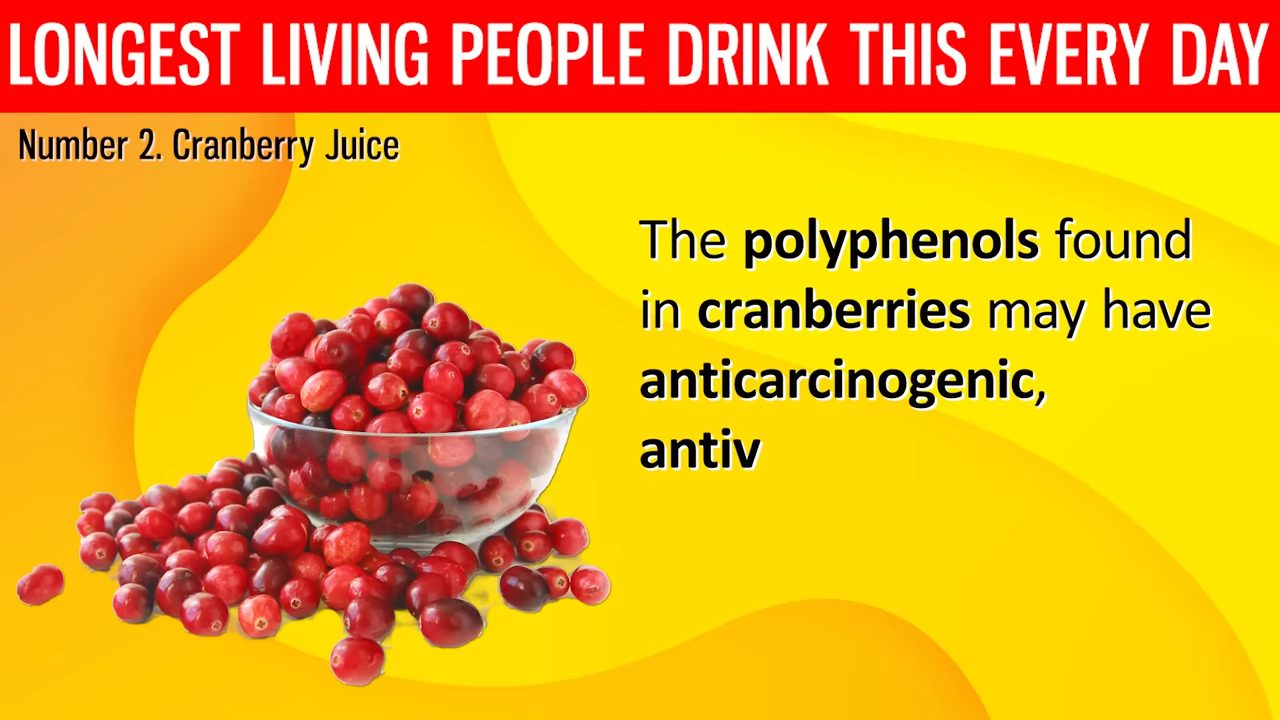 LONGEST LIVING PEOPLE DRINK THIS EVERY DAY
Number 2. Cranberry Juice
The polyphenols found
in cranberries may have
anticarcinogenic,
antiv